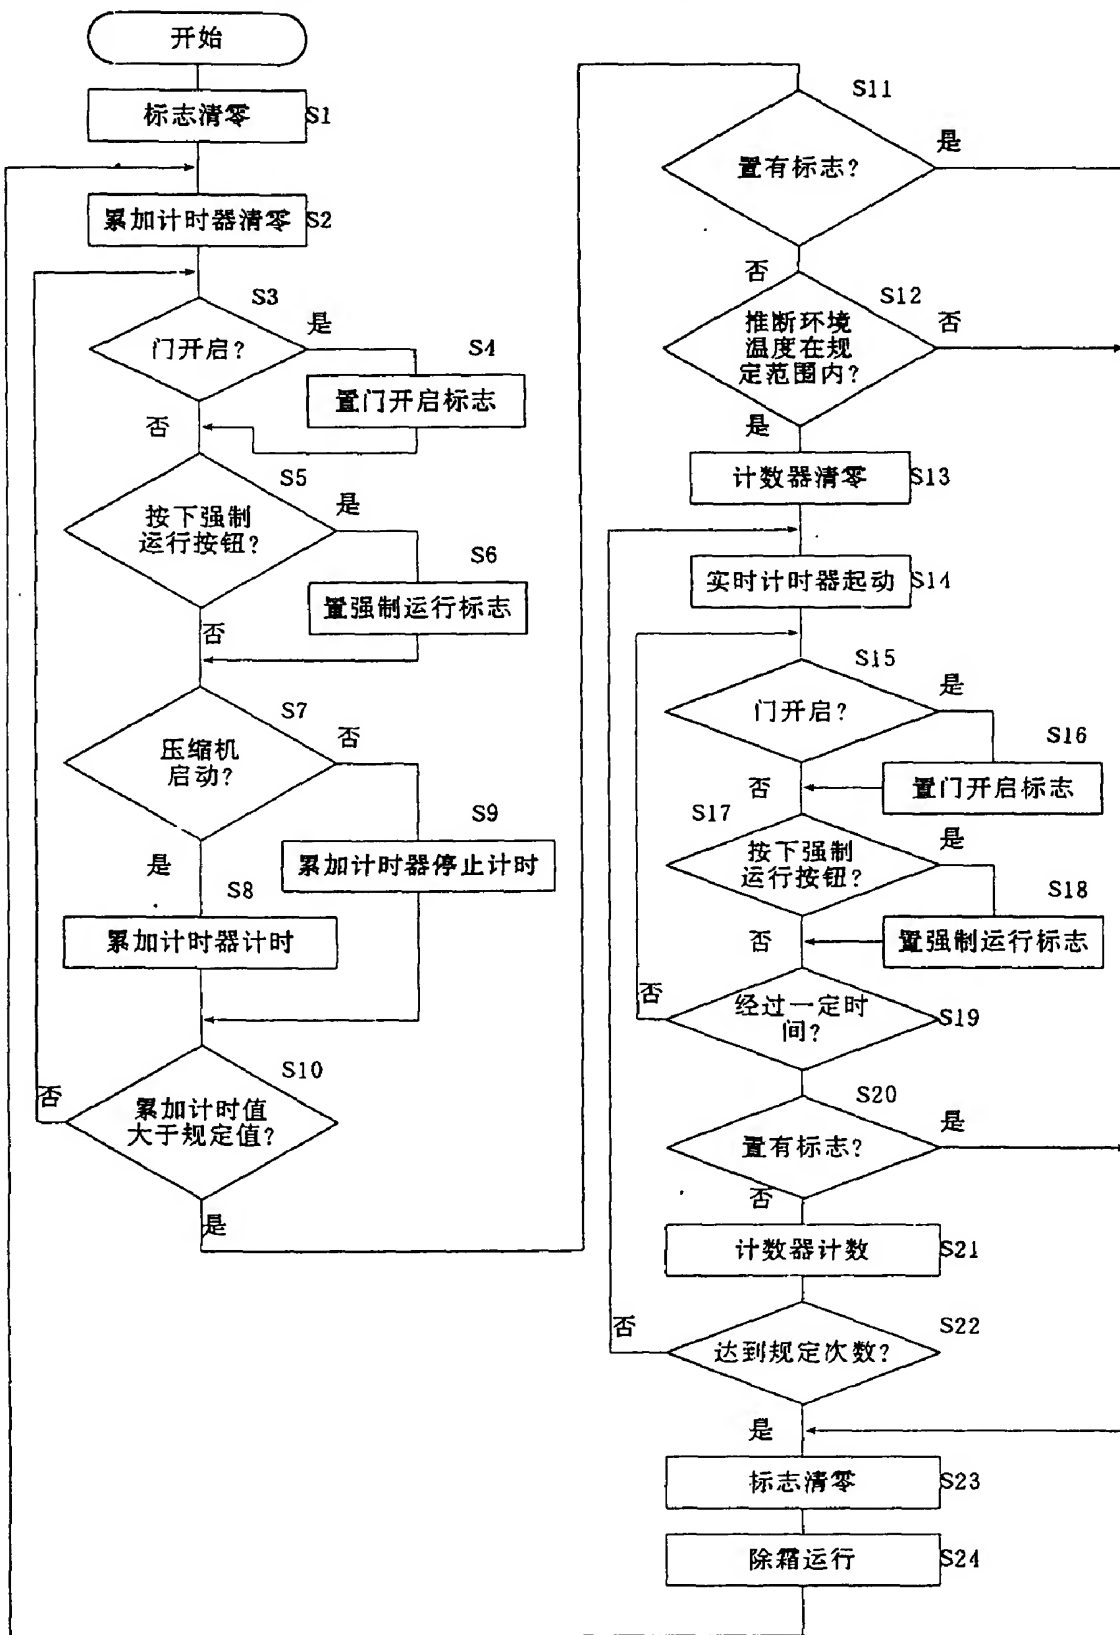 开始
标志清零 S1
累加计时器清零 S2
S3
门开启?
是
S4
置门开启标志
否
S5
按下强制
运行按钮?
是
S6
置强制运行标志
否
S7
压缩机
启动?
否
S9
累加计时器停止计时
是
S8
累加计时器计时
S10
累加计时值
大于规定值?
否
是
S11
置有标志?
是
否
S12
推断环境
温度在规
定范围内?
否
是
计数器清零 S13
实时计时器起动 S14
S15
门开启?
是
S16
置门开启标志
否
S17
按下强制
运行按钮?
是
S18
置强制运行标志
否
经过一定时
间?
S19
否
S20
置有标志?
是
否
计数器计数 S21
S22
达到规定次数?
否
是
标志清零 S23
除霜运行 S24